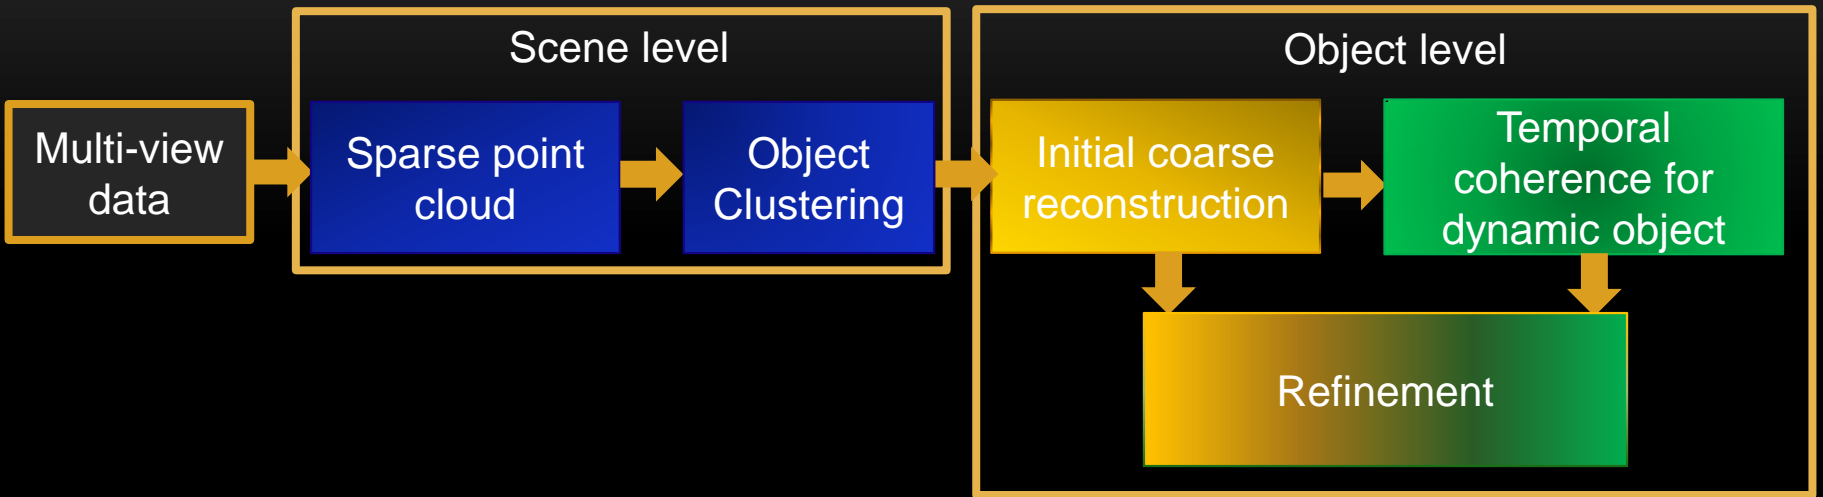 Scene level
Object level
Multi-view
data
Sparse point
cloud
Object
Clustering
Initial coarse
reconstruction
Temporal
coherence for
dynamic object
Refinement